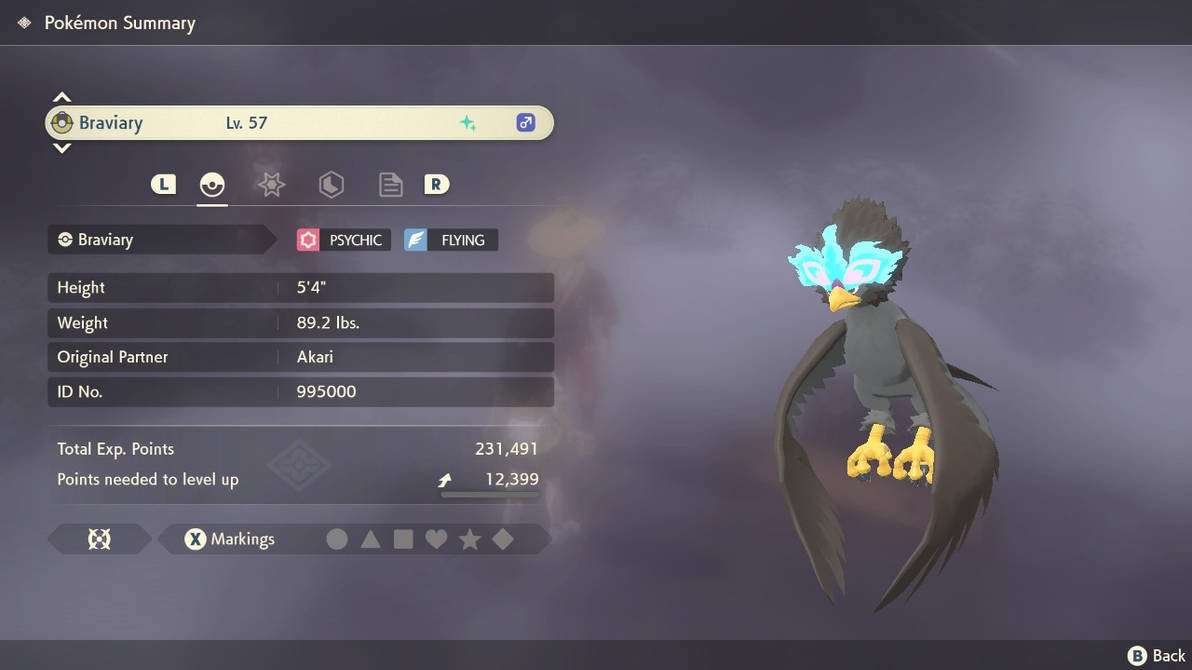 Pokémon Summary
Braviary Lv. 57
L R
Braviary PSYCHIC FLYING
Height 5'4"
Weight 89.2 lbs.
Original Partner Akari
ID No. 995000
Total Exp. Points 231,491
Points needed to level up 12,399
X Markings
B Back